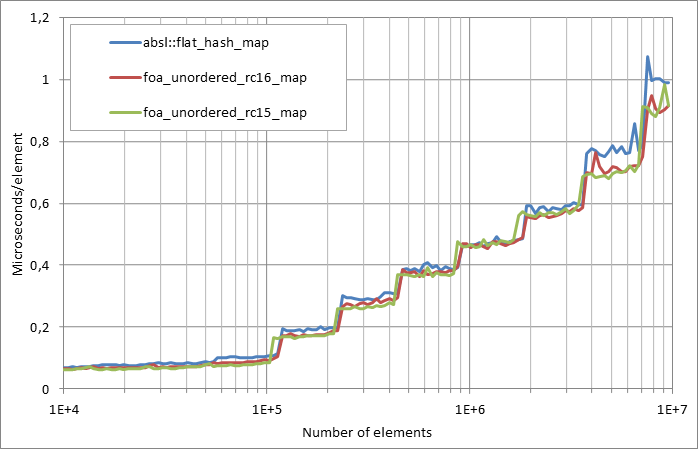 1,2
1
0,8
0,6
0,4
0,2
0
Microseconds/element
absl::flat_hash_map
foa_unordered_rc16_map
foa_unordered_rc15_map
1E+4 1E+5 1E+6 1E+7
Number of elements